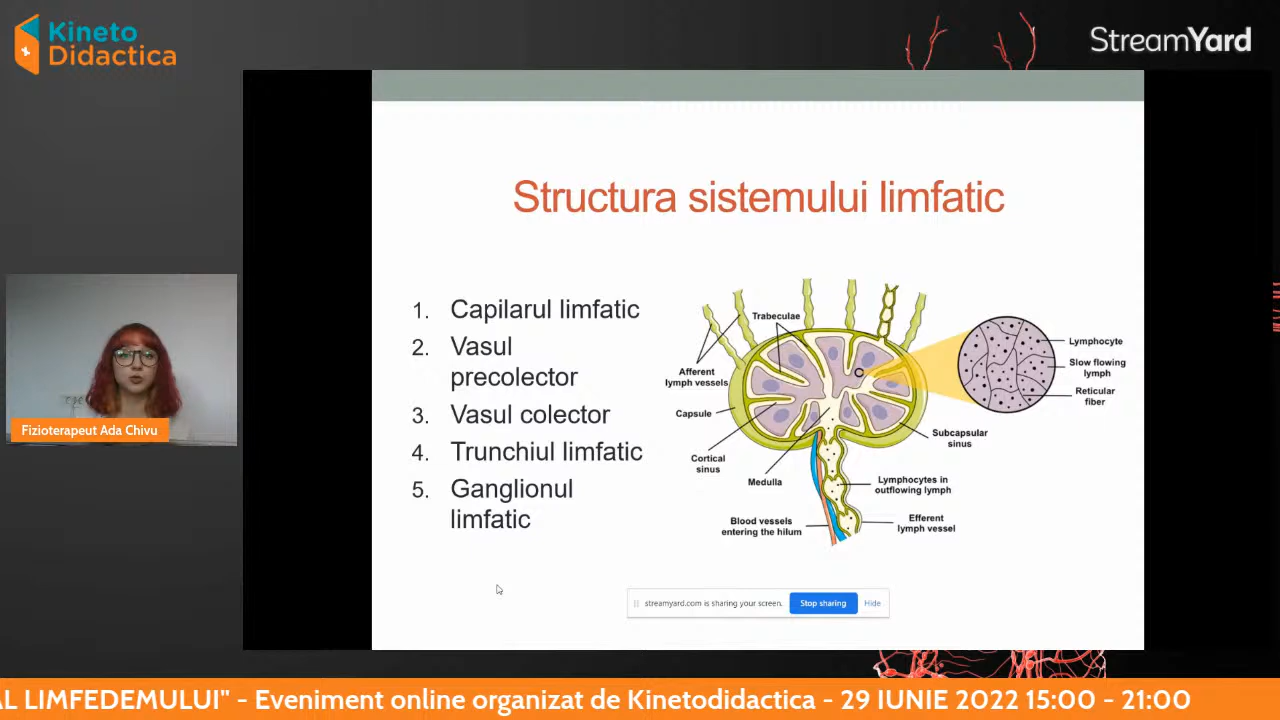 Kineto
Didactica
StreamYard
Structura sistemului limfatic
1. Capilarul limfatic
2. Vasul
precolector
3. Vasul colector
4. Trunchiul limfatic
5. Ganglionul
limfatic
Trabeculae
Afferent
lymph vessels
Capsule
Cortical
sinus
Medulla
Blood vessels
entering the hilum
Lymphocyte
Slow flowing
lymph
Reticular
fiber
Subcapsular
sinus
Lymphocytes in
outflowing lymph
Efferent
lymph vessel
Fizioterapeut Ada Chivu
streamyard.com is sharing your screen.
Stop sharing
Hide
AL LIMFEDEMULUI" - Eveniment online organizat de Kinetodidactica - 29 IUNIE 2022 15:00 - 21:00